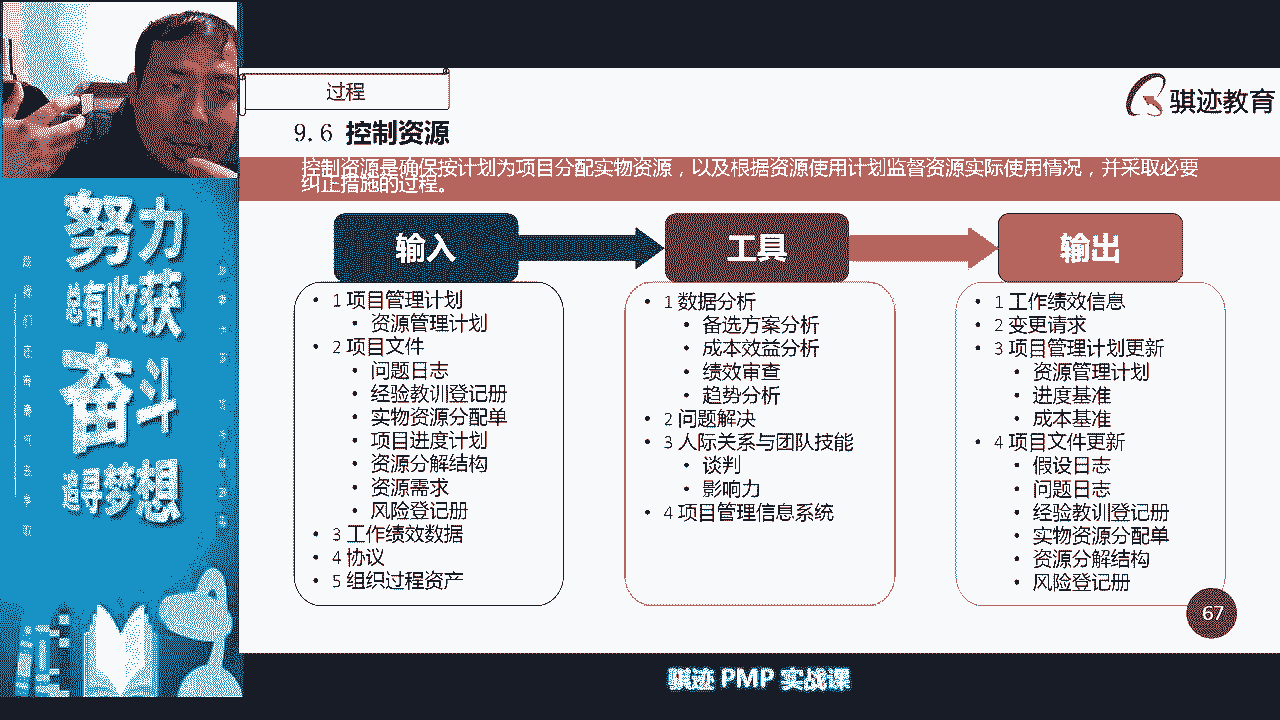 过程
骐迹教育
9.6 控制资源
控制资源是确保按计划为项目分配实物资源，以及根据资源使用计划监督资源实际使用情况，并采取必要
纠正措施的过程。
输入
• 1 项目管理计划
• 资源管理计划
• 2 项目文件
• 问题日志
• 经验教训登记册
• 实物资源分配单
• 项目进度计划
• 资源分解结构
• 资源需求
• 风险登记册
• 3 工作绩效数据
• 4 协议
• 5 组织过程资产
工具
• 1 数据分析
• 备选方案分析
• 成本效益分析
• 绩效审查
• 趋势分析
• 2 问题解决
• 3 人际关系与团队技能
• 谈判
• 影响力
• 4 项目管理信息系统
输出
• 1 工作绩效信息
• 2 变更请求
• 3 项目管理计划更新
• 资源管理计划
• 进度基准
• 成本基准
• 4 项目文件更新
• 假设日志
• 问题日志
• 经验教训登记册
• 实物资源分配单
• 资源分解结构
• 风险登记册
67
努力
总有收获
奋斗
追寻梦想
骐迹 PMP 实战课